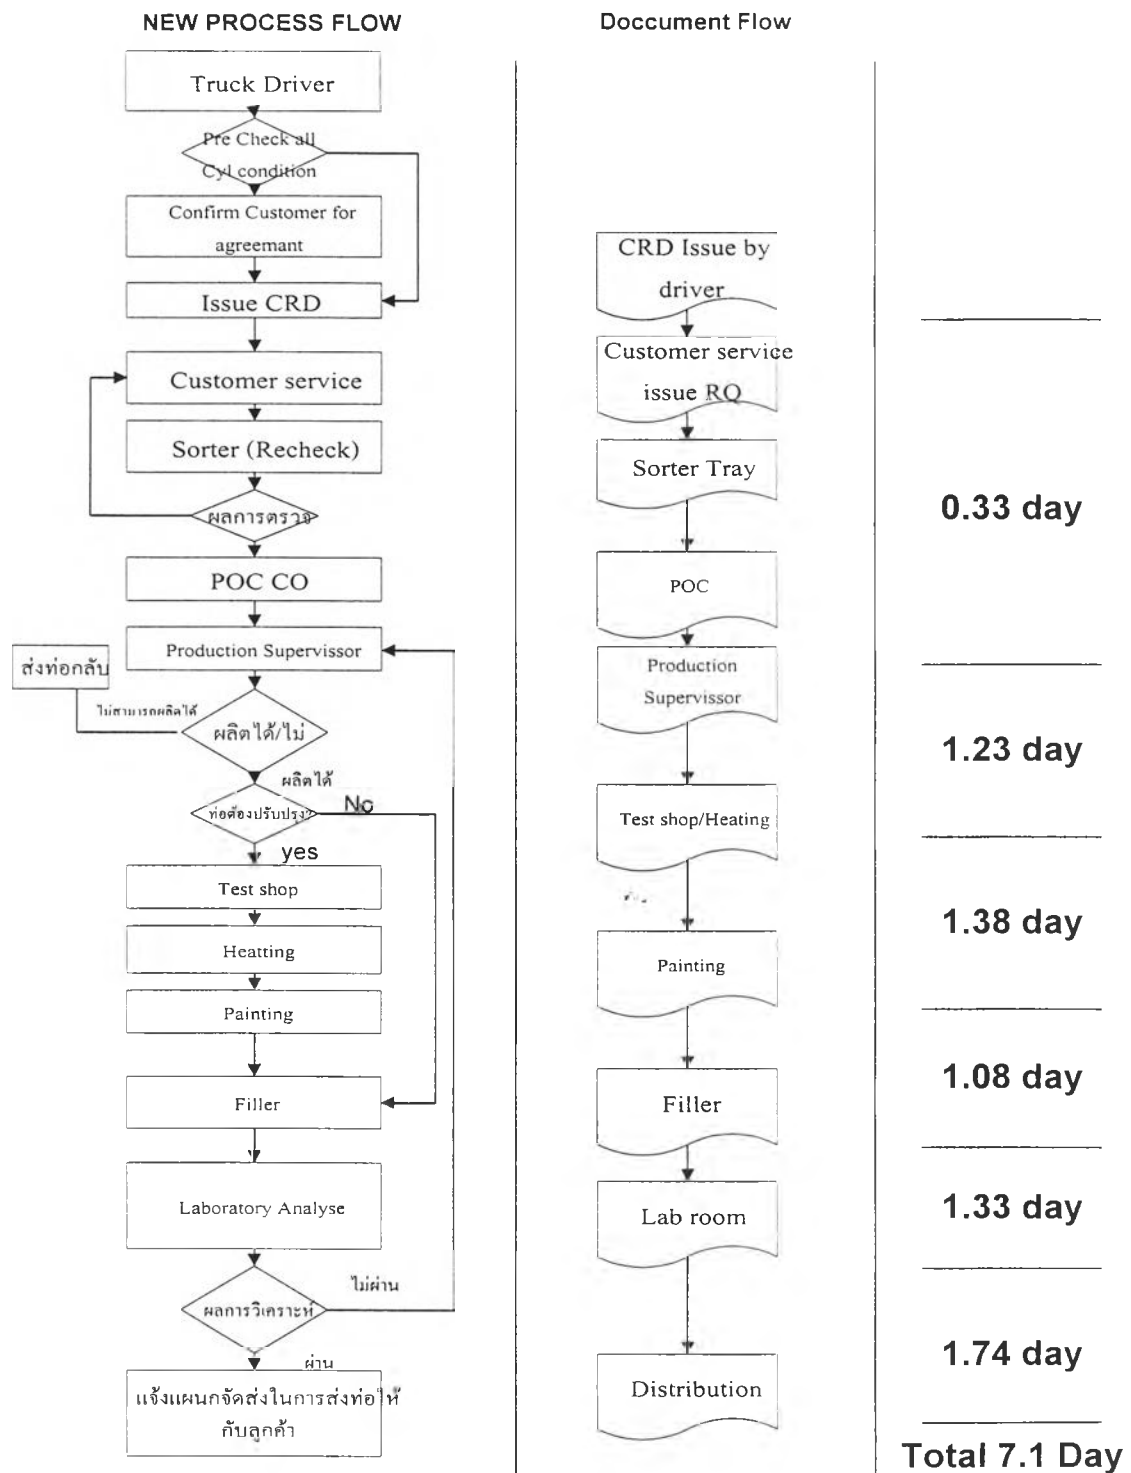 NEW PROCESS FLOW
Truck Driver
Pre Check all
Cyl condition
Confirm Customer for
agreemant
Issue CRD
Customer service
Sorter (Recheck)
ผลการตรวจ
POC CO
Production Supervissor
ส่งท่อกลับ
ไม่สามารถผลิตได้
ผลิตได้/ไม่
ผลิตได้
ท่อต้องปรับปรุง?
No
yes
Test shop
Heatting
Painting
Filler
Laboratory Analyse
ไม่ผ่าน
ผลการวิเคราะห์
ผ่าน
แจ้งแผนกจัดส่งในการส่งท่อให้
กับลูกค้า
Doccument Flow
CRD Issue by
driver
Customer service
issue RQ
Sorter Tray
POC
Production
Supervissor
Test shop/Heating
Painting
Filler
Lab room
Distribution
0.33 day
1.23 day
1.38 day
1.08 day
1.33 day
1.74 day
Total 7.1 Day